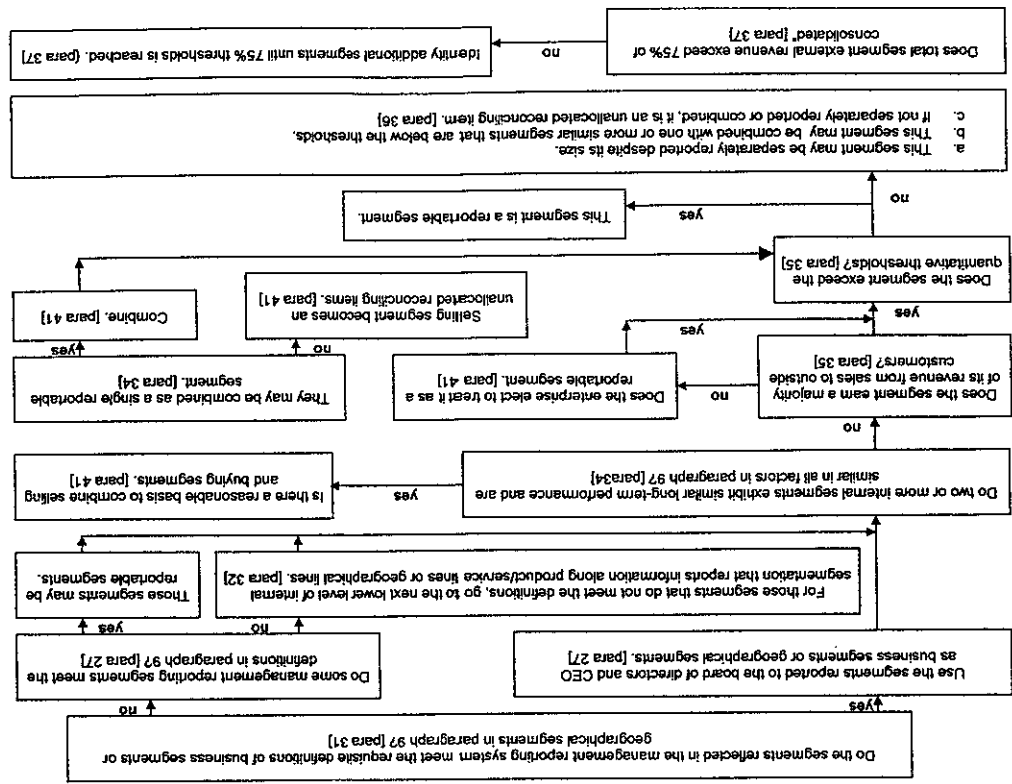 Do the segments reflected in the management reporting system meet the requisite definitions of business segments or
geographical segments in paragraph 97 [para 31]
yes
no
Use the segments reported to the board of directors and CEO
as business segments or geographical segments. [para 27]
Do some management reporting segments meet the
definitions in paragraph 97 [para 27]
no
yes
For those segments that do not meet the definitions, go to the next lower level of internal
segmentation that reports information along product/service lines or geographical lines. [para 32]
Those segments may be
reportable segments.
Do two or more internal segments exhibit similar long-term performance and are
similar in all factors in paragraph 97 [para34}
yes
Is there a reasonable basis to combine selling
and buying segments. [para 41]
no
Does the segment earn a majority
of its revenue from sales to outside
customers? [para 35]
no
Does the enterprise elect to treat it as a
reportable segment. [para 41]
They may be combined as a single reportable
segment. [para 34]
yes
yes
no
yes
Selling segment becomes an
unallocated reconciling items. [para 41]
Combine. [para 41]
Does the segment exceed the
quantitative thresholds? [para 35]
yes
This segment is a reportable segment.
no
a. This segment may be separately reported despite its size.
b. This segment may be combined with one or more similar segments that are below the thresholds.
c. If not separately reported or combined, it is an unallocated reconciling item. [para 36]
Does total segment external revenue exceed 75% of
consolidated" [para 37]
no
Identity additional segments until 75% thresholds is reached. {para 37]